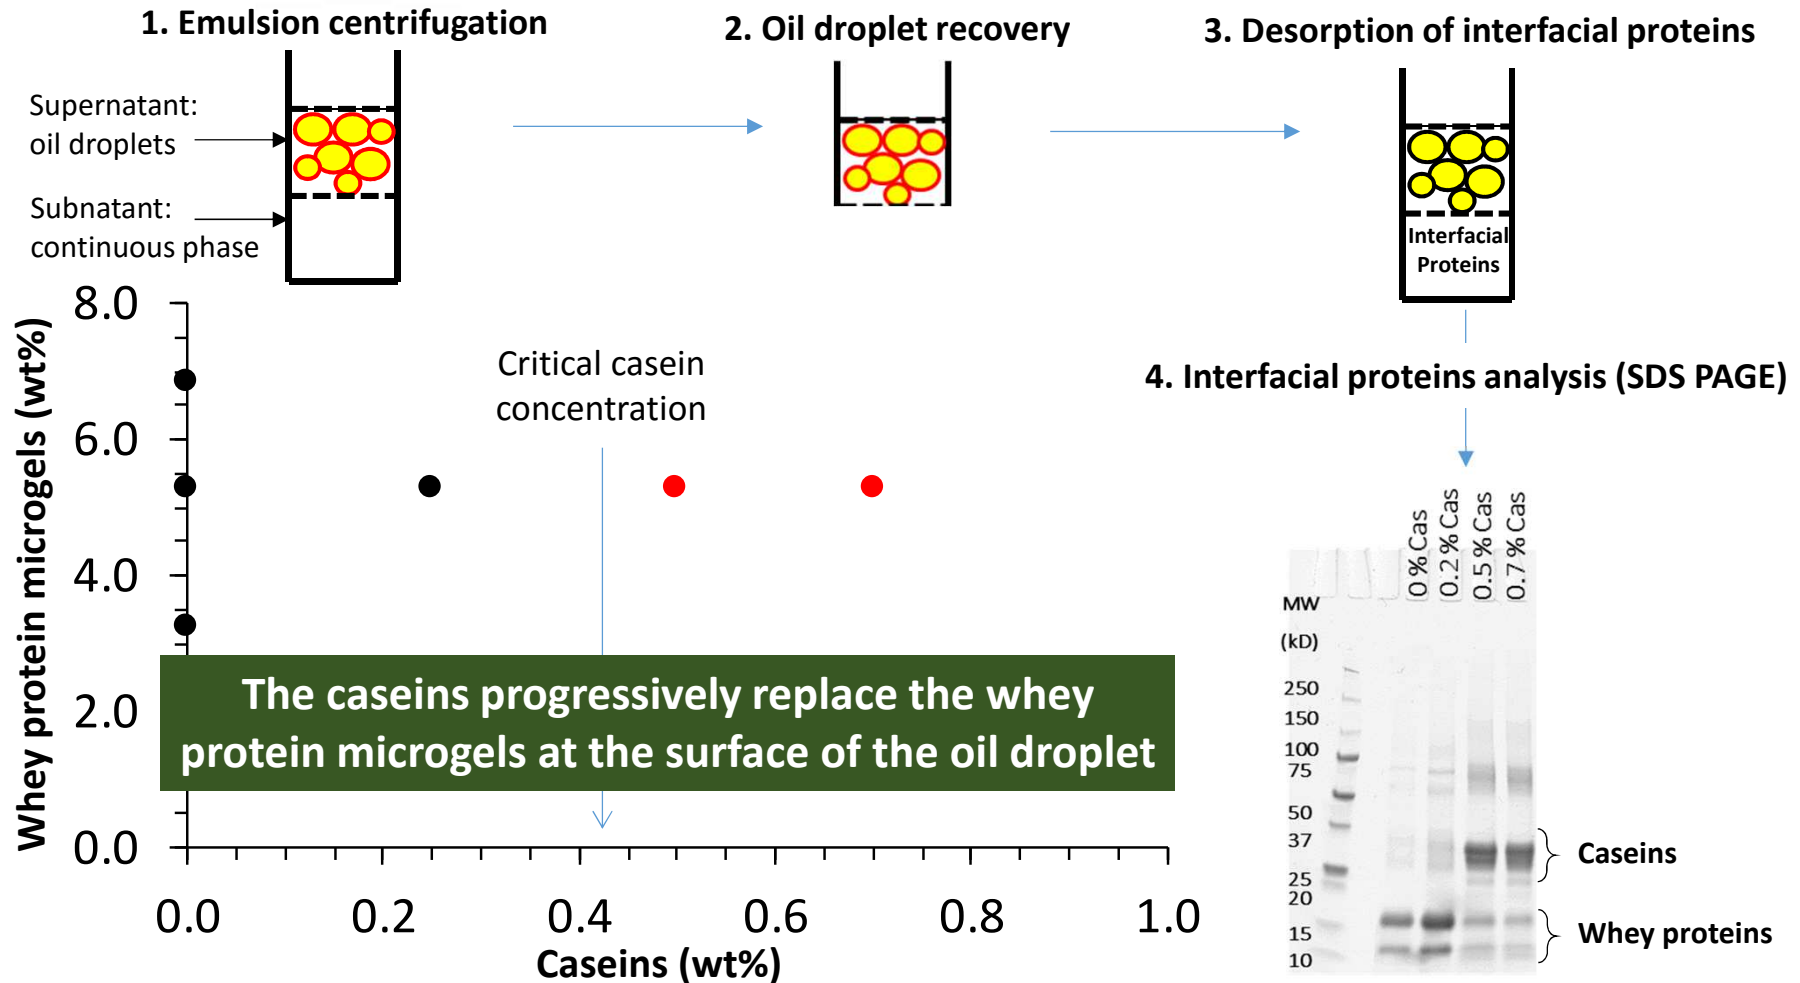 1. Emulsion centrifugation
2. Oil droplet recovery
3. Desorption of interfacial proteins
Supernatant:
oil droplets
Subnatant:
continuous phase
Interfacial
Proteins
4. Interfacial proteins analysis (SDS PAGE)
Whey protein microgels (wt%)
8.0
6.0
4.0
2.0
0.0
Critical casein
concentration
The caseins progressively replace the whey
protein microgels at the surface of the oil droplet
0.0
0.2
0.4
0.6
0.8
1.0
Caseins (wt%)
0% Cas
0.2% Cas
0.5% Cas
0.7% Cas
MW
(kD)
250
150
100
75
50
37
25
20
15
10
Caseins
Whey proteins